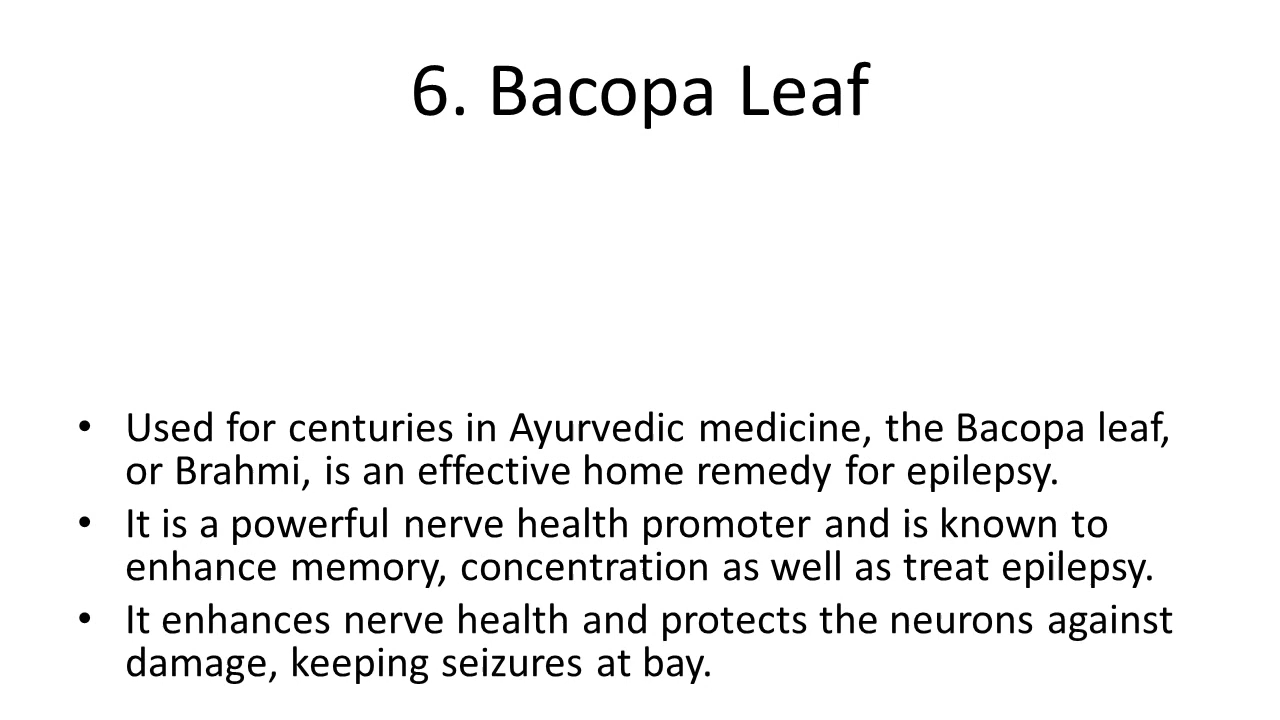 6. Bacopa Leaf
• Used for centuries in Ayurvedic medicine, the Bacopa leaf,
or Brahmi, is an effective home remedy for epilepsy.
• It is a powerful nerve health promoter and is known to
enhance memory, concentration as well as treat epilepsy.
• It enhances nerve health and protects the neurons against
damage, keeping seizures at bay.